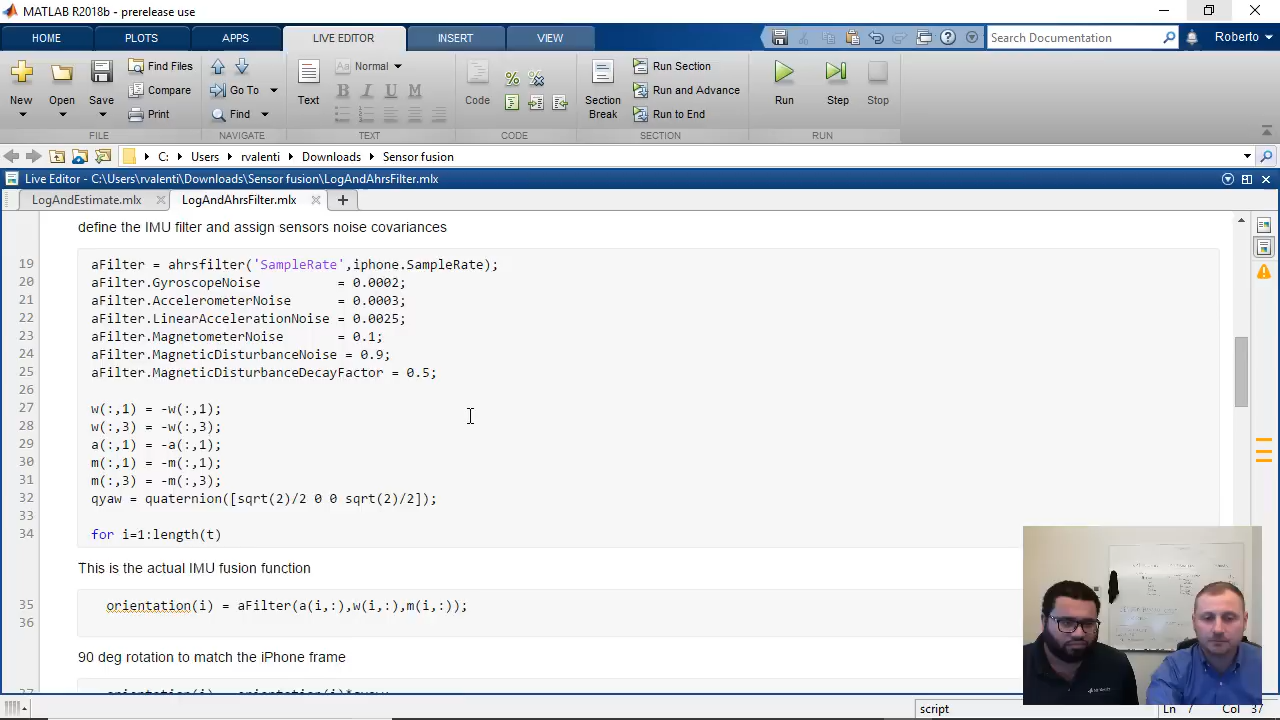 MATLAB R2018b - prerelease use
HOME PLOTS APPS LIVE EDITOR INSERT VIEW Search Documentation Roberto
New Open Save Find Files Compare Print Go To Find Text Normal B I U M Code Section Break Run Section Run and Advance Run to End Run Step Stop
FILE NAVIGATE TEXT CODE SECTION RUN
C: Users rvalenti Downloads Sensor fusion
Live Editor - C:\Users\rvalenti\Downloads\Sensor fusion\LogAndAhrsFilter.mlx
LogAndEstimate.mlx LogAndAhrsFilter.mlx
define the IMU filter and assign sensors noise covariances
19 aFilter = ahrsfilter('SampleRate',iphone.SampleRate);
20 aFilter.GyroscopeNoise = 0.0002;
21 aFilter.AccelerometerNoise = 0.0003;
22 aFilter.LinearAccelerationNoise = 0.0025;
23 aFilter.MagnetometerNoise = 0.1;
24 aFilter.MagneticDisturbanceNoise = 0.9;
25 aFilter.MagneticDisturbanceDecayFactor = 0.5;
26
27 w(:,1) = -w(:,1);
28 w(:,3) = -w(:,3);
29 a(:,1) = -a(:,1);
30 m(:,1) = -m(:,1);
31 m(:,3) = -m(:,3);
32 qyaw = quaternion([sqrt(2)/2 0 0 sqrt(2)/2]);
33
34 for i=1:length(t)
This is the actual IMU fusion function
35 orientation(i) = aFilter(a(i,:),w(i,:),m(i,:));
36
90 deg rotation to match the iPhone frame
37 orientation(i) = orientation(i)*qyaw;
script Ln 7 Col 37